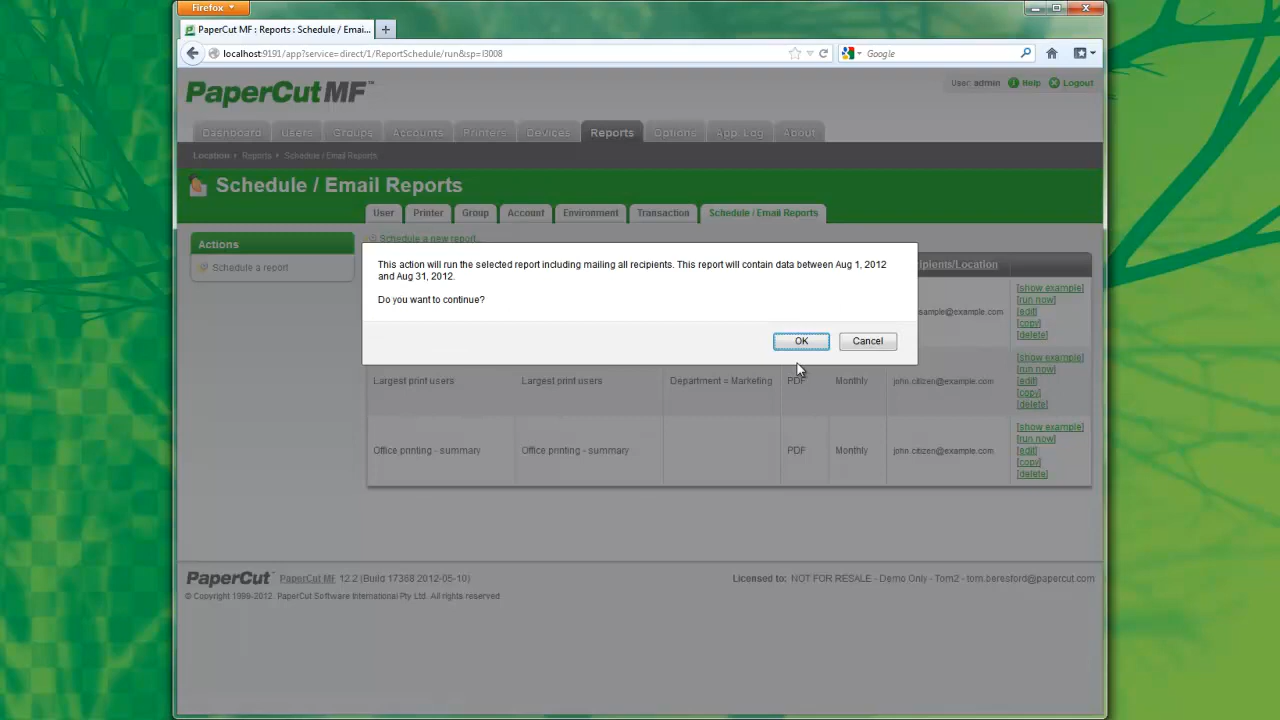 Firefox
PaperCut MF : Reports : Schedule / Emai...
localhost:9191/app?service=direct/1/ReportSchedule/run&sp=l3008
Google
PaperCut MF™
User: admin Help Logout
Dashboard Users Groups Accounts Printers Devices Reports Options App. Log About
Location Reports Schedule / Email Reports
Schedule / Email Reports
User Printer Group Account Environment Transaction Schedule / Email Reports
Actions
Schedule a report
Schedule a new report...
This action will run the selected report including mailing all recipients. This report will contain data between Aug 1, 2012
and Aug 31, 2012.
Do you want to continue?
OK Cancel
[show example]
[run now]
[edit]
[copy]
[delete]
Largest print users Largest print users Department = Marketing PDF Monthly john.citizen@example.com
[show example]
[run now]
[edit]
[copy]
[delete]
Office printing - summary Office printing - summary PDF Monthly john.citizen@example.com
[show example]
[run now]
[edit]
[copy]
[delete]
PaperCut PaperCut MF 12.2 (Build 17368 2012-05-10)
Licensed to: NOT FOR RESALE - Demo Only - Tom2 - tom.beresford@papercut.com
© Copyright 1999-2012. PaperCut Software International Pty Ltd. All rights reserved.